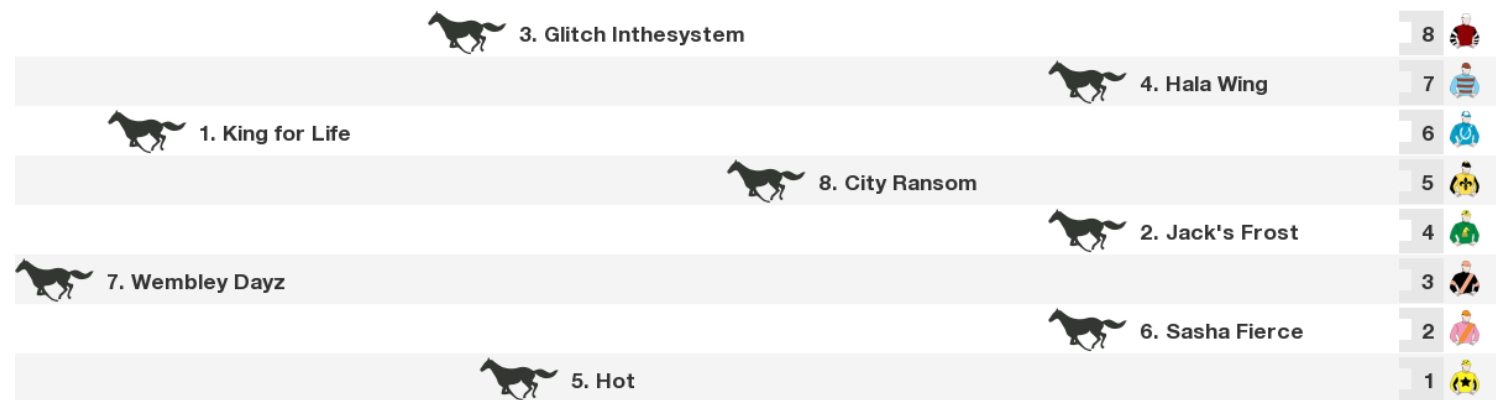 3. Glitch Inthesystem 8
4. Hala Wing 7
1. King for Life 6
8. City Ransom 5
2. Jack's Frost 4
7. Wembley Dayz 3
6. Sasha Fierce 2
5. Hot 1